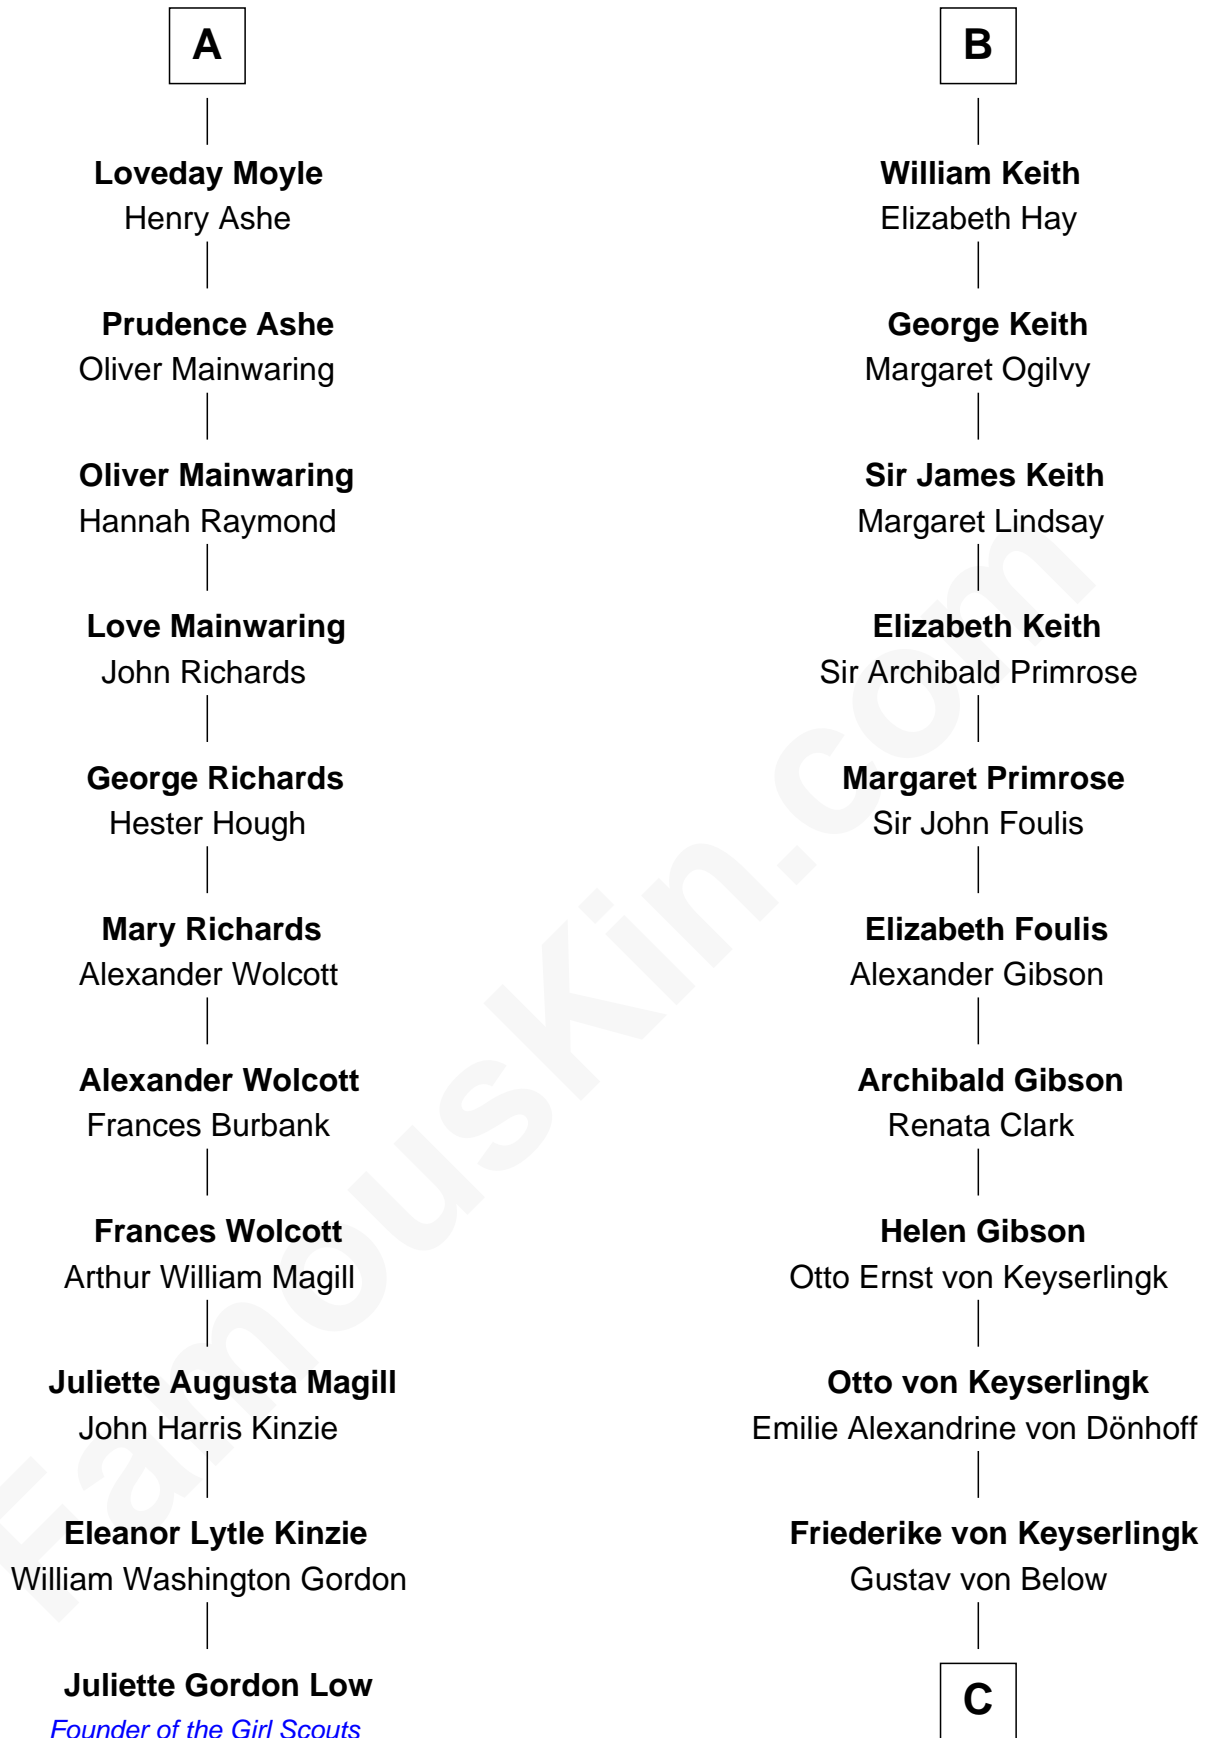 A
Loveday Moyle
Henry Ashe
Prudence Ashe
Oliver Mainwaring
Oliver Mainwaring
Hannah Raymond
Love Mainwaring
John Richards
George Richards
Hester Hough
Mary Richards
Alexander Wolcott
Alexander Wolcott
Frances Burbank
Frances Wolcott
Arthur William Magill
Juliette Augusta Magill
John Harris Kinzie
Eleanor Lytle Kinzie
William Washington Gordon
Juliette Gordon Low
Founder of the Girl Scouts
B
William Keith
Elizabeth Hay
George Keith
Margaret Ogilvy
Sir James Keith
Margaret Lindsay
Elizabeth Keith
Sir Archibald Primrose
Margaret Primrose
Sir John Foulis
Elizabeth Foulis
Alexander Gibson
Archibald Gibson
Renata Clark
Helen Gibson
Otto Ernst von Keyserlingk
Otto von Keyserlingk
Emilie Alexandrine von Dönhoff
Friederike von Keyserlingk
Gustav von Below
C
FamousKin.com